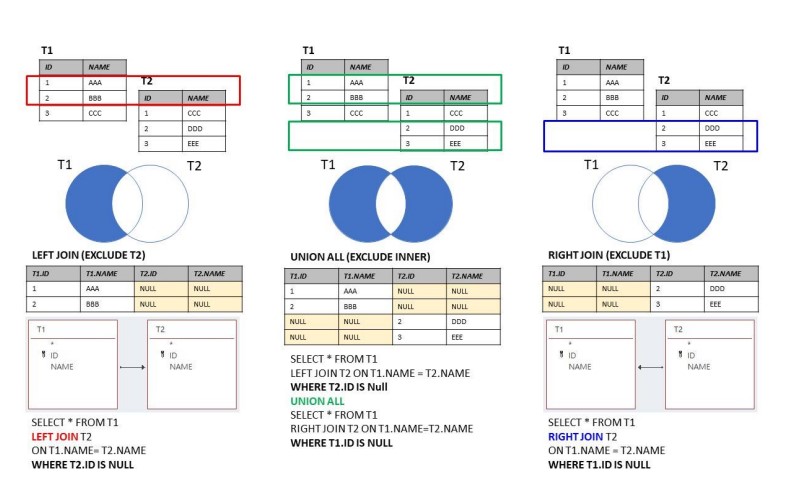 T1
ID NAME
1 AAA
2 BBB
3 CCC
T2
ID NAME
1 CCC
2 DDD
3 EEE
T1 T2
LEFT JOIN (EXCLUDE T2)
T1.ID T1.NAME T2.ID T2.NAME
1 AAA NULL NULL
2 BBB NULL NULL
T1
*
ID
NAME
T2
*
ID
NAME
SELECT * FROM T1
LEFT JOIN T2
ON T1.NAME= T2.NAME
WHERE T2.ID IS NULL
T1
ID NAME
1 AAA
2 BBB
3 CCC
T2
ID NAME
1 CCC
2 DDD
3 EEE
T1 T2
UNION ALL (EXCLUDE INNER)
T1.ID T1.NAME T2.ID T2.NAME
1 AAA NULL NULL
2 BBB NULL NULL
NULL NULL 2 DDD
NULL NULL 3 EEE
SELECT * FROM T1
LEFT JOIN T2 ON T1.NAME = T2.NAME
WHERE T2.ID IS Null
UNION ALL
SELECT * FROM T1
RIGHT JOIN T2 ON T1.NAME=T2.NAME
WHERE T1.ID IS NULL
T1
ID NAME
1 AAA
2 BBB
3 CCC
T2
ID NAME
1 CCC
2 DDD
3 EEE
T1 T2
RIGHT JOIN (EXCLUDE T1)
T1.ID T1.NAME T2.ID T2.NAME
NULL NULL 2 DDD
NULL NULL 3 EEE
T1
*
ID
NAME
T2
*
ID
NAME
SELECT * FROM T1
RIGHT JOIN T2
ON T1.NAME = T2.NAME
WHERE T1.ID IS NULL